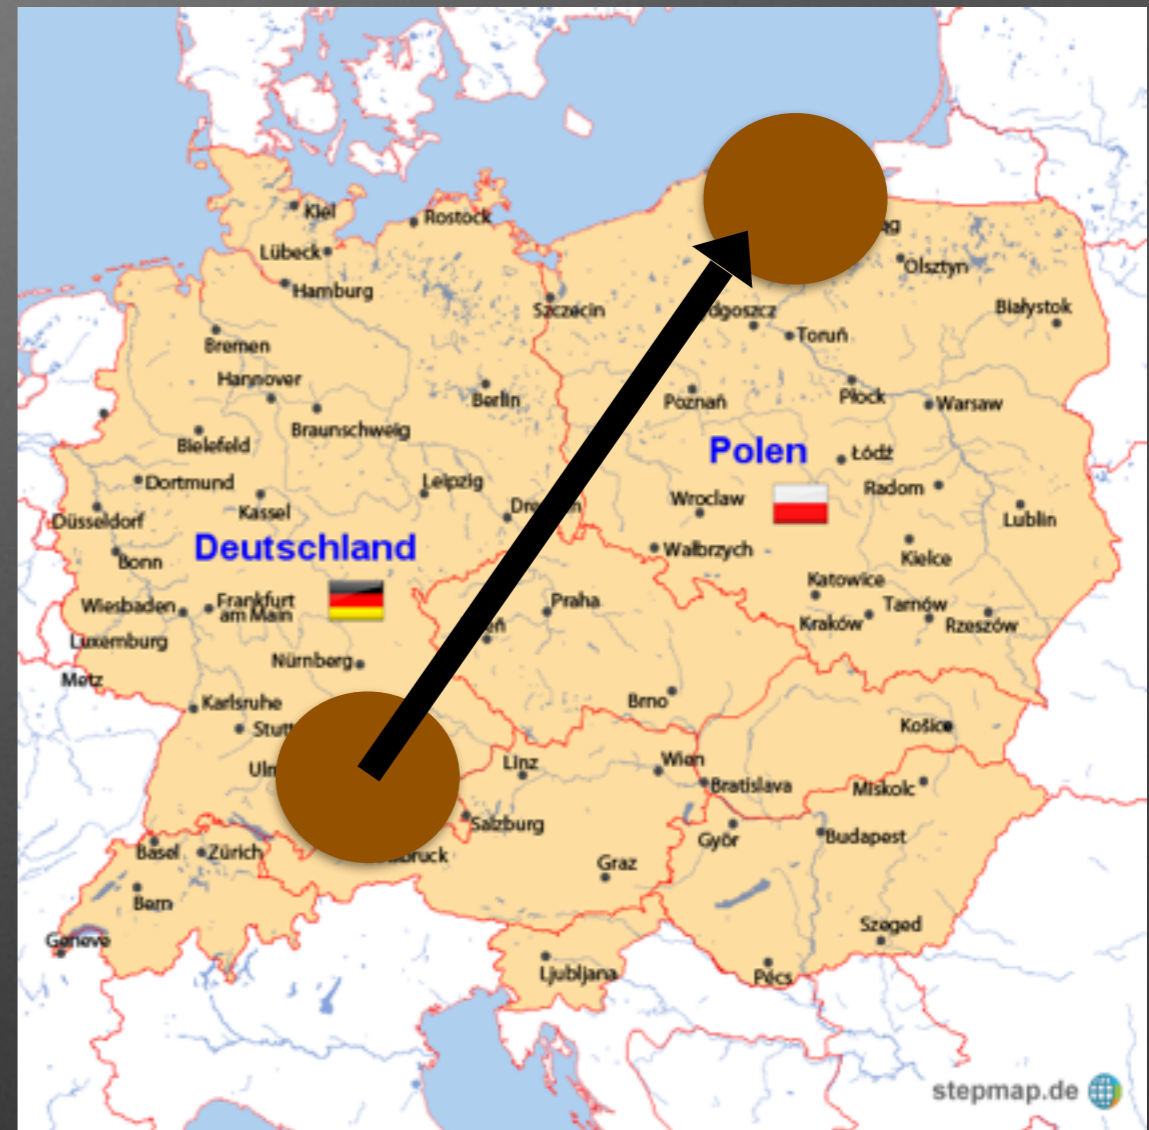 Kiel
Rostock
Lübeck
Hamburg
Olsztyn
Szczecin
Białystok
Bremen
Toruń
Hannover
Berlin
Poznań
Płock
Warsaw
Braunschweig
Bielefeld
Polen
Łódź
Dortmund
Leipzig
Radom
Kassel
Wroclaw
Düsseldorf
Lublin
Deutschland
Wałbrzych
Bonn
Kielce
Katowice
Wiesbaden
Frankfurt
am Main
Praha
Tarnów
Kraków
Rzeszów
Luxemburg
Nürnberg
Metz
Karlsruhe
Brno
Košice
Linz
Wien
Bratislava
Miskolc
Salzburg
Győr
Budapest
Basel
Zürich
Graz
Bern
Szeged
Geneve
Ljubljana
Pécs
stepmap.de